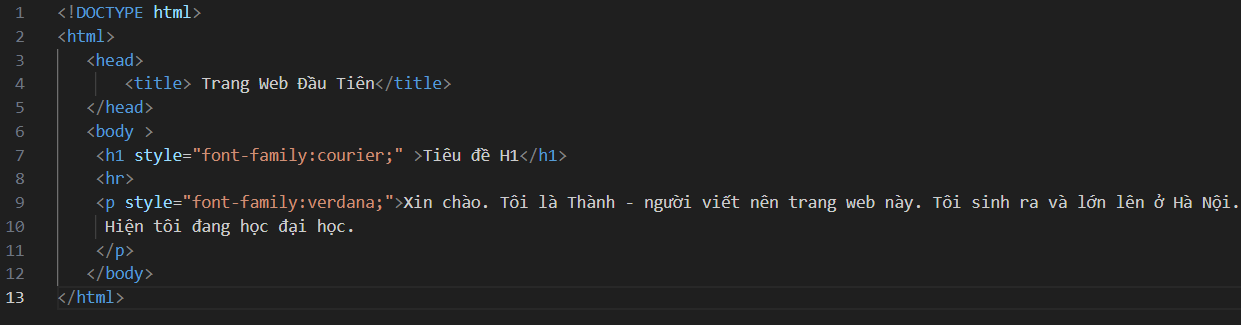 1 <!DOCTYPE html>
2 <html>
3 <head>
4 <title> Trang Web Đầu Tiên</title>
5 </head>
6 <body >
7 <h1 style="font-family:courier;" >Tiêu đề H1</h1>
8 <hr>
9 <p style="font-family:verdana;">Xin chào. Tôi là Thành - người viết nên trang web này. Tôi sinh ra và lớn lên ở Hà Nội.
10 Hiện tôi đang học đại học.
11 </p>
12 </body>
13 </html>